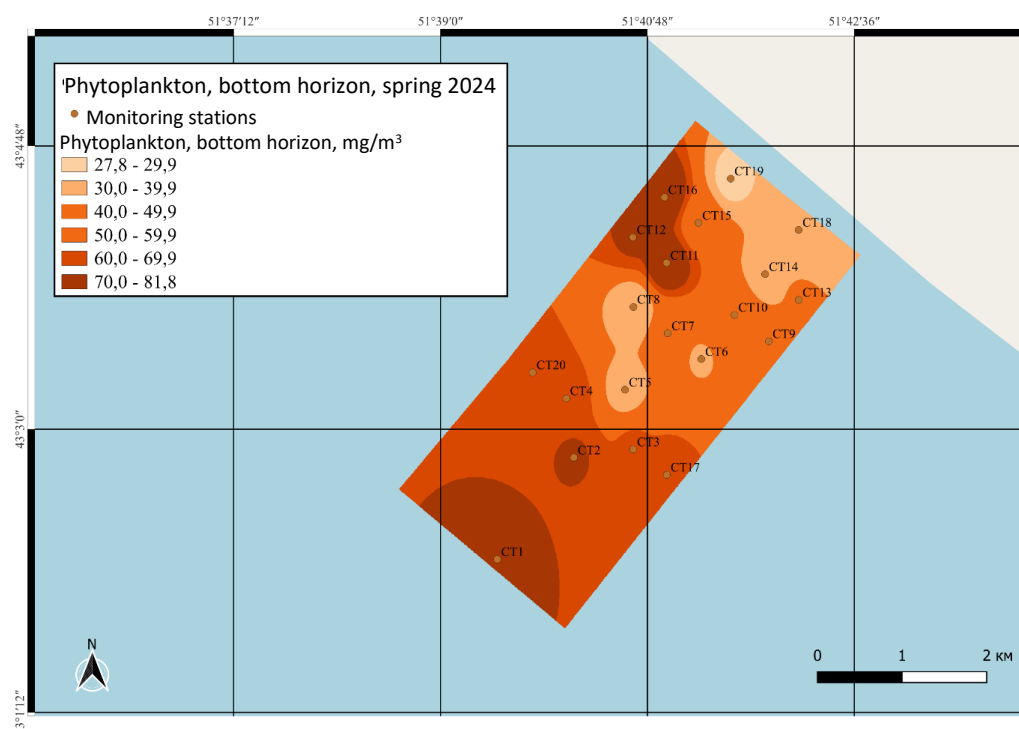 51°37'12" 51°39'0" 51°40'48" 51°42'36"
'Phytoplankton, bottom horizon, spring 2024
Monitoring stations
Phytoplankton, bottom horizon, mg/m³
27,8 - 29,9
30,0 - 39,9
40,0 - 49,9
50,0 - 59,9
60,0 - 69,9
70,0 - 81,8
43°4'48"
43°3'0"
3°1'12"
CT19
CT16
CT15
CT18
CT12
CT11
CT14
CT13
CT8
CT10
CT7
CT9
CT6
CT20
CT5
CT4
CT3
CT2
CT17
CT1
N
0 1 2 км